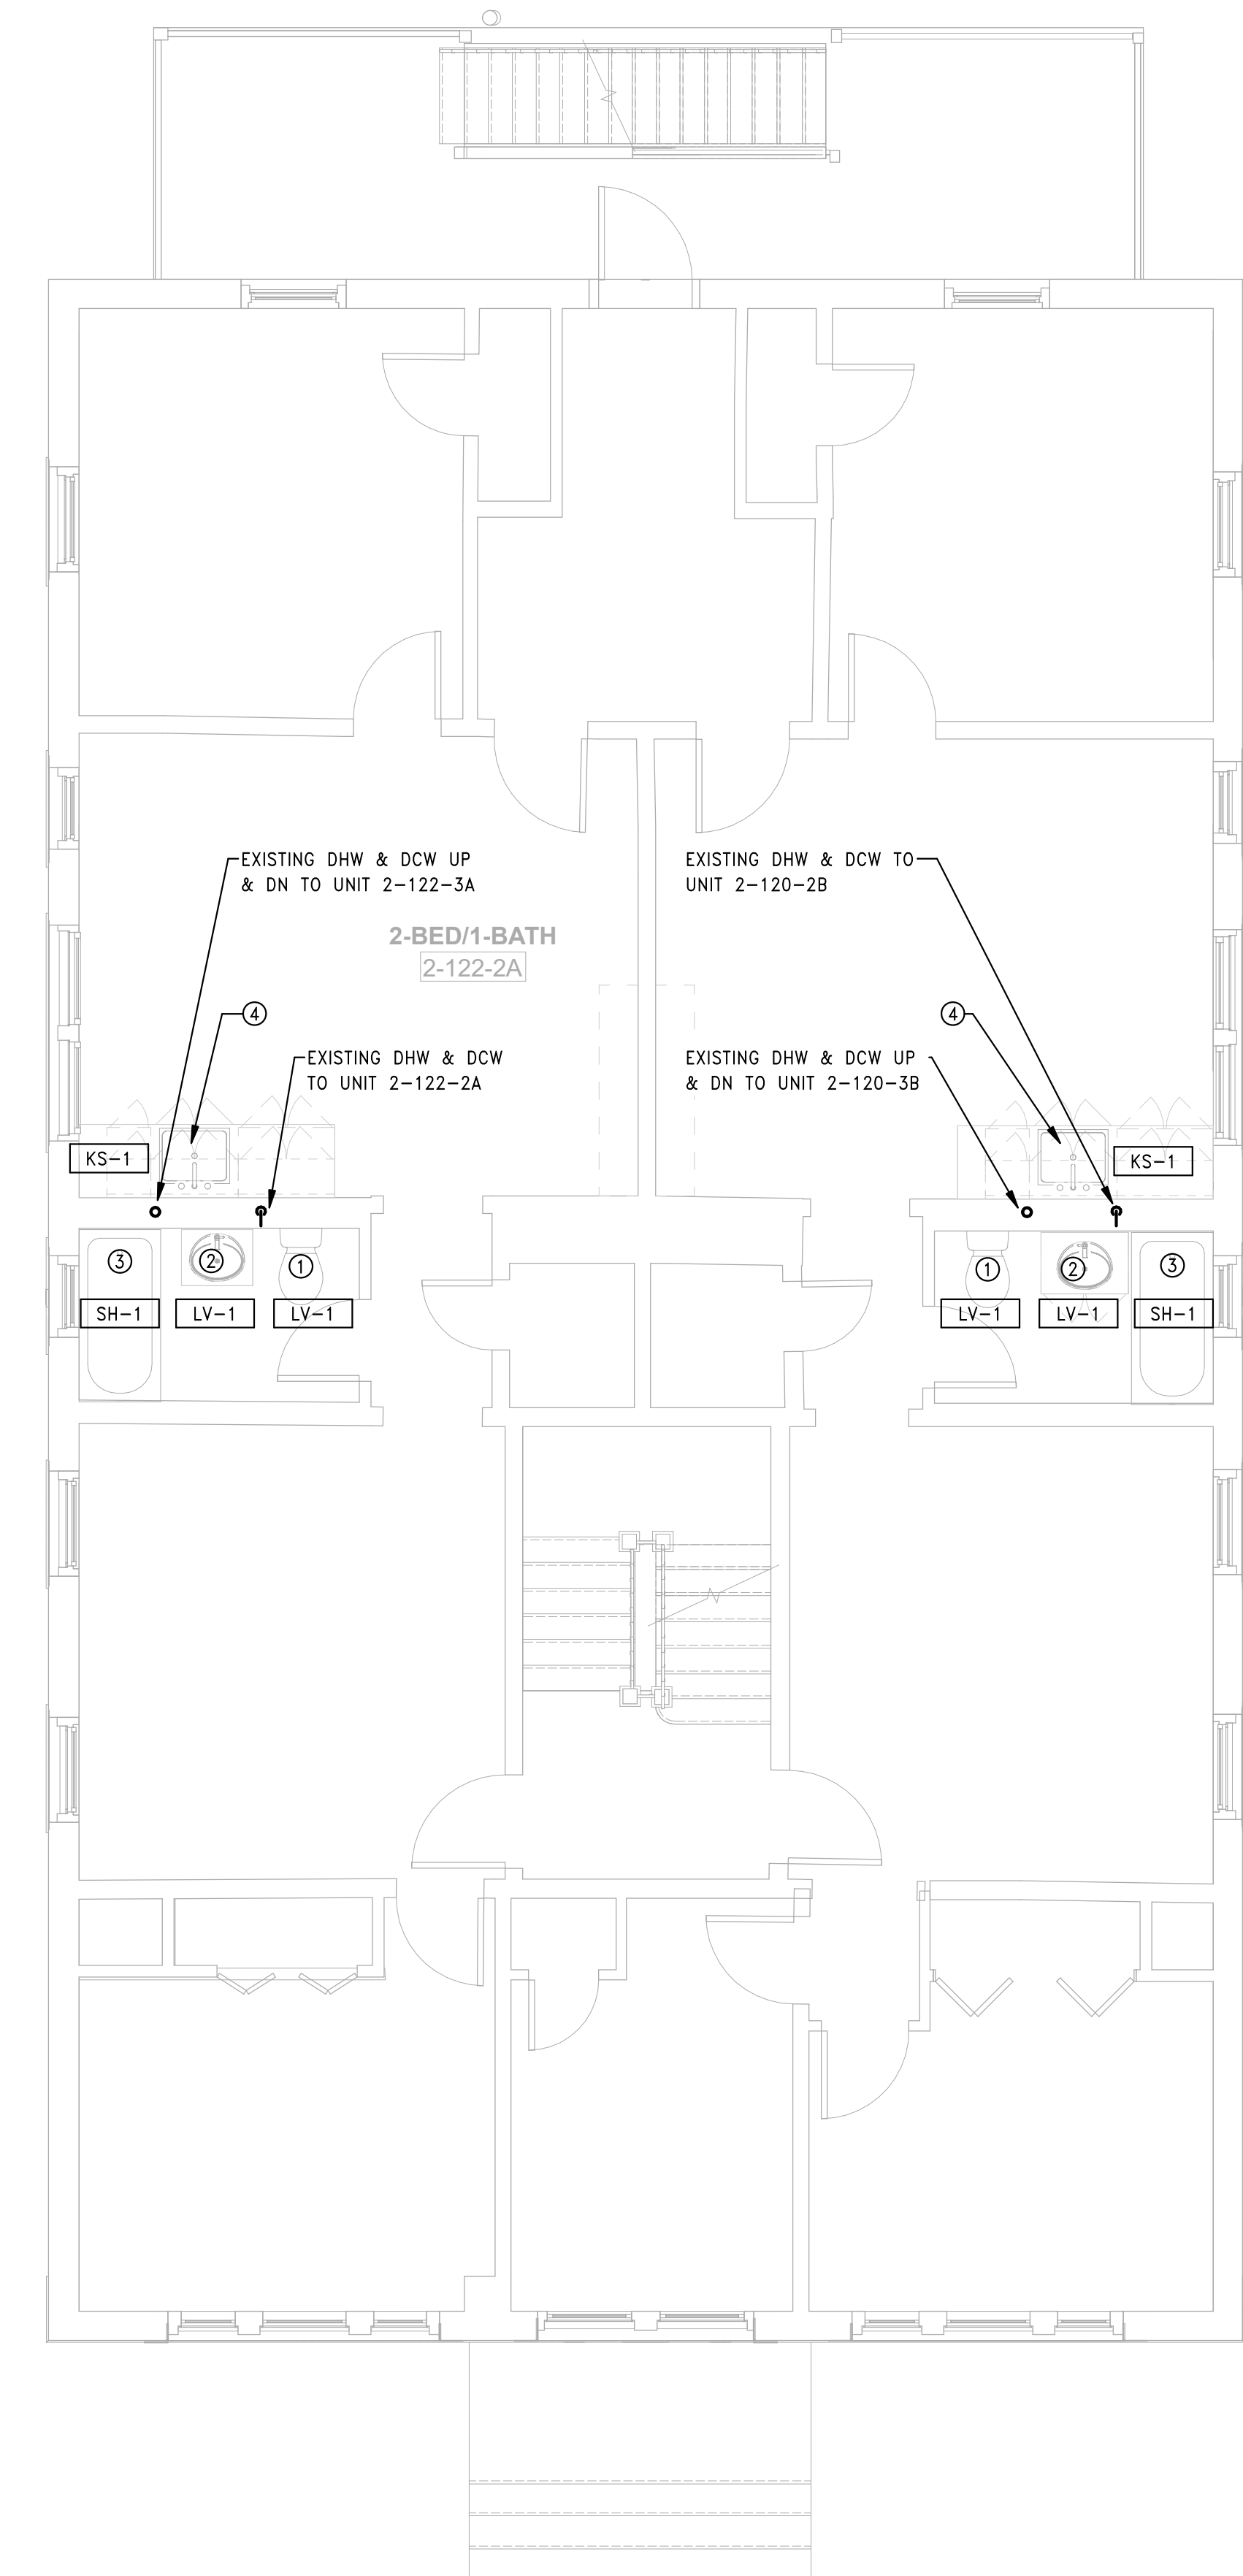 EXISTING DHW & DCW UP
& DN TO UNIT 2-122-3A
EXISTING DHW & DCW TO
UNIT 2-120-2B
2-BED/1-BATH
2-122-2A
4
4
EXISTING DHW & DCW
TO UNIT 2-122-2A
EXISTING DHW & DCW UP
& DN TO UNIT 2-120-3B
KS-1
KS-1
3
2
1
1
2
3
SH-1
LV-1
LV-1
LV-1
LV-1
SH-1